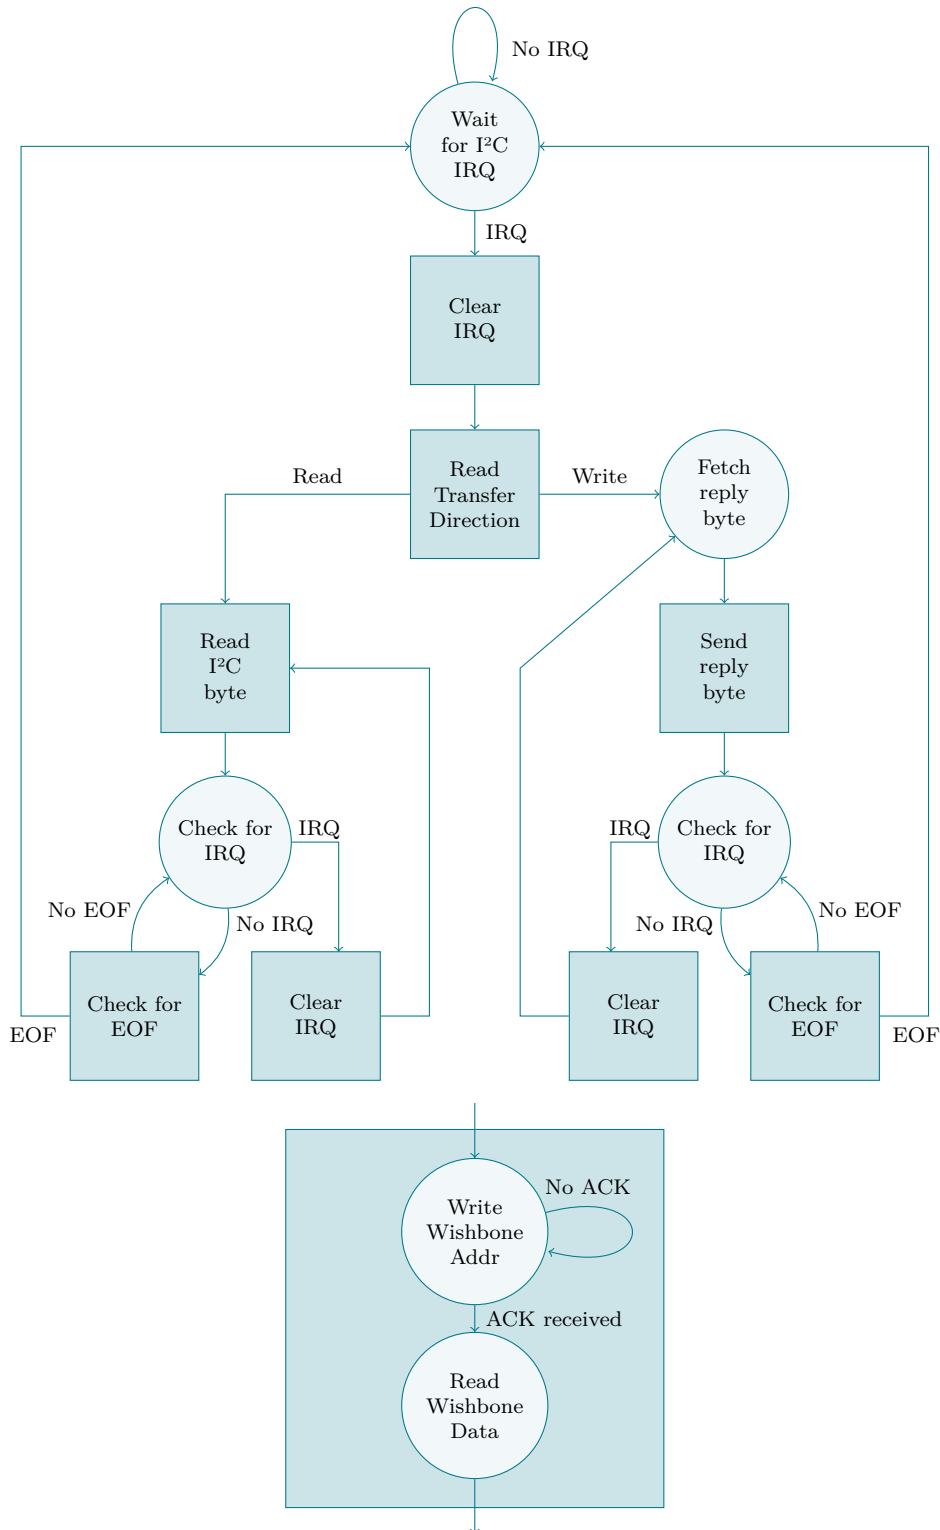 No IRQ
Wait
for I²C
IRQ
IRQ
Clear
IRQ
Read
Read
Transfer
Direction
Write
Fetch
reply
byte
Read
I²C
byte
Send
reply
byte
Check for
IRQ
IRQ
IRQ
Check for
IRQ
No EOF
No IRQ
No IRQ
No EOF
Check for
EOF
EOF
Clear
IRQ
Clear
IRQ
Check for
EOF
EOF
Write
Wishbone
Addr
No ACK
ACK received
Read
Wishbone
Data